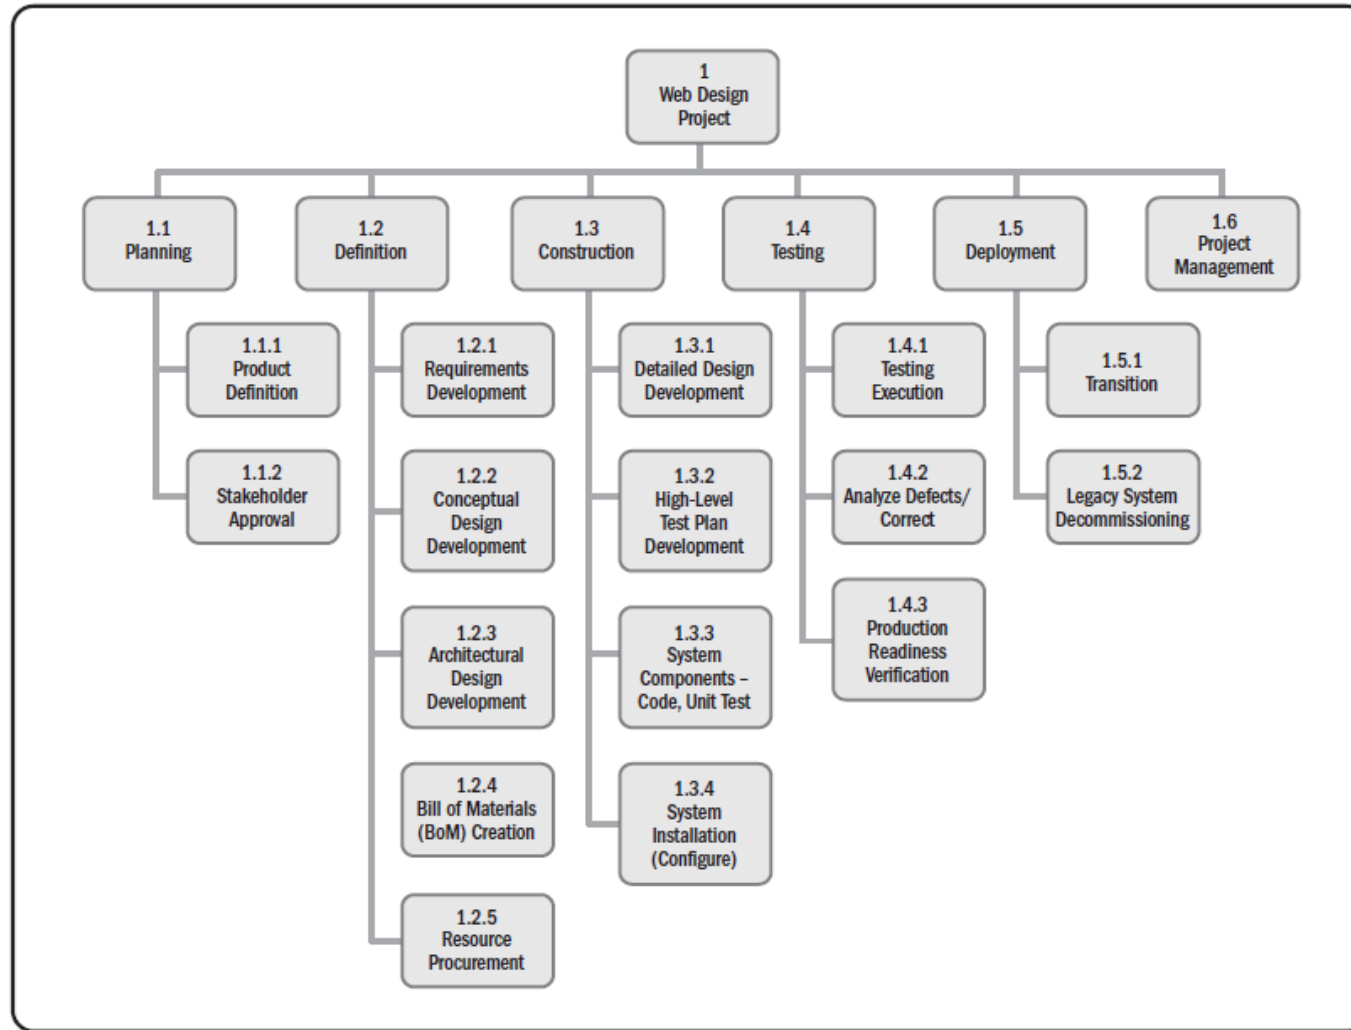 1
Web Design
Project
1.1
Planning
1.2
Definition
1.3
Construction
1.4
Testing
1.5
Deployment
1.6
Project
Management
1.1.1
Product
Definition
1.1.2
Stakeholder
Approval
1.2.1
Requirements
Development
1.2.2
Conceptual
Design
Development
1.2.3
Architectural
Design
Development
1.2.4
Bill of Materials
(BoM) Creation
1.2.5
Resource
Procurement
1.3.1
Detailed Design
Development
1.3.2
High-Level
Test Plan
Development
1.3.3
System
Components –
Code, Unit Test
1.3.4
System
Installation
(Configure)
1.4.1
Testing
Execution
1.4.2
Analyze Defects/
Correct
1.4.3
Production
Readiness
Verification
1.5.1
Transition
1.5.2
Legacy System
Decommissioning